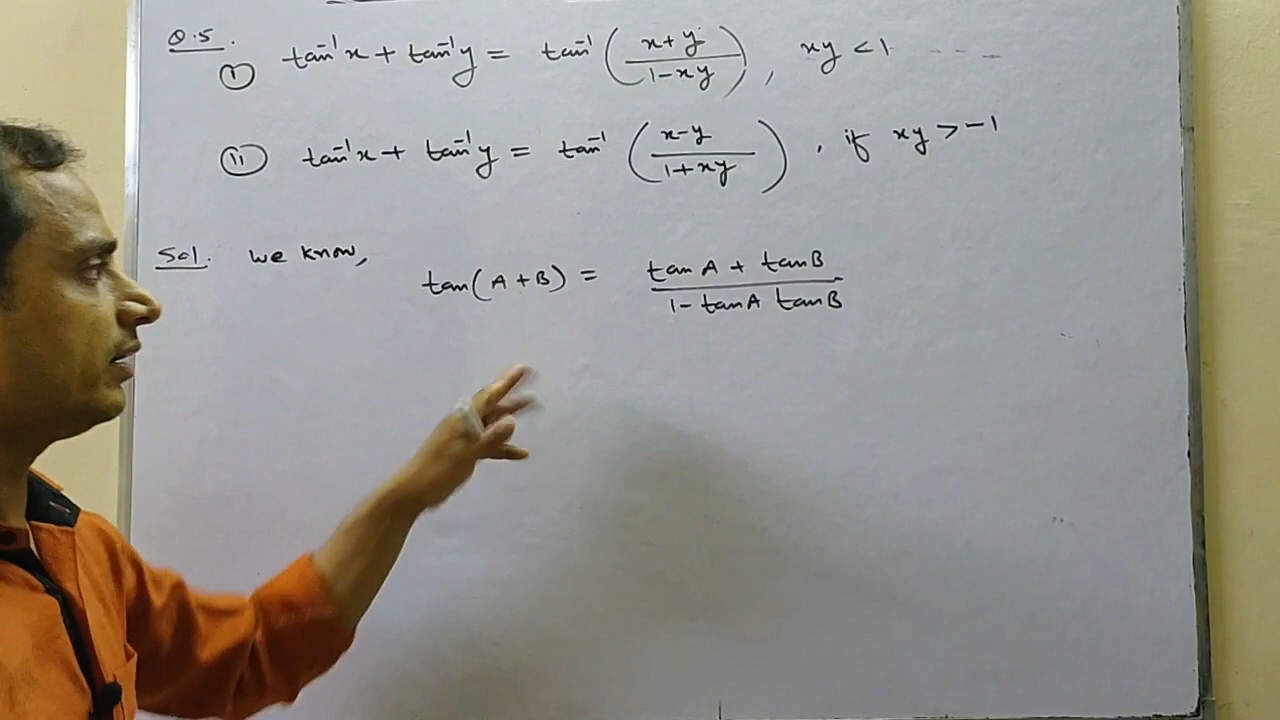 Q.5.
(i) tan⁻¹x + tan⁻¹y = tan⁻¹ ( (x+y) / (1-xy) ), xy < 1
(ii) tan⁻¹x + tan⁻¹y = tan⁻¹ ( (x-y) / (1+xy) ), if xy > -1
Sol. We know,
tan(A+B) = (tanA + tanB) / (1 - tanA tanB)